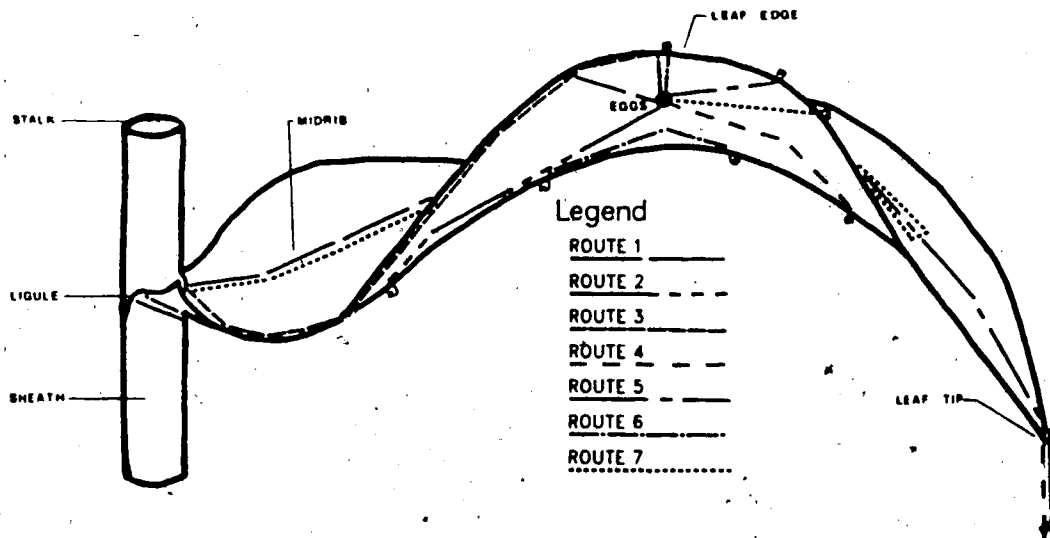 LEAF EDGE
STALK
MIDRIB
EGGS
LIGULE
SHEATH
LEAF TIP
Legend
ROUTE 1
ROUTE 2
ROUTE 3
ROUTE 4
ROUTE 5
ROUTE 6
ROUTE 7